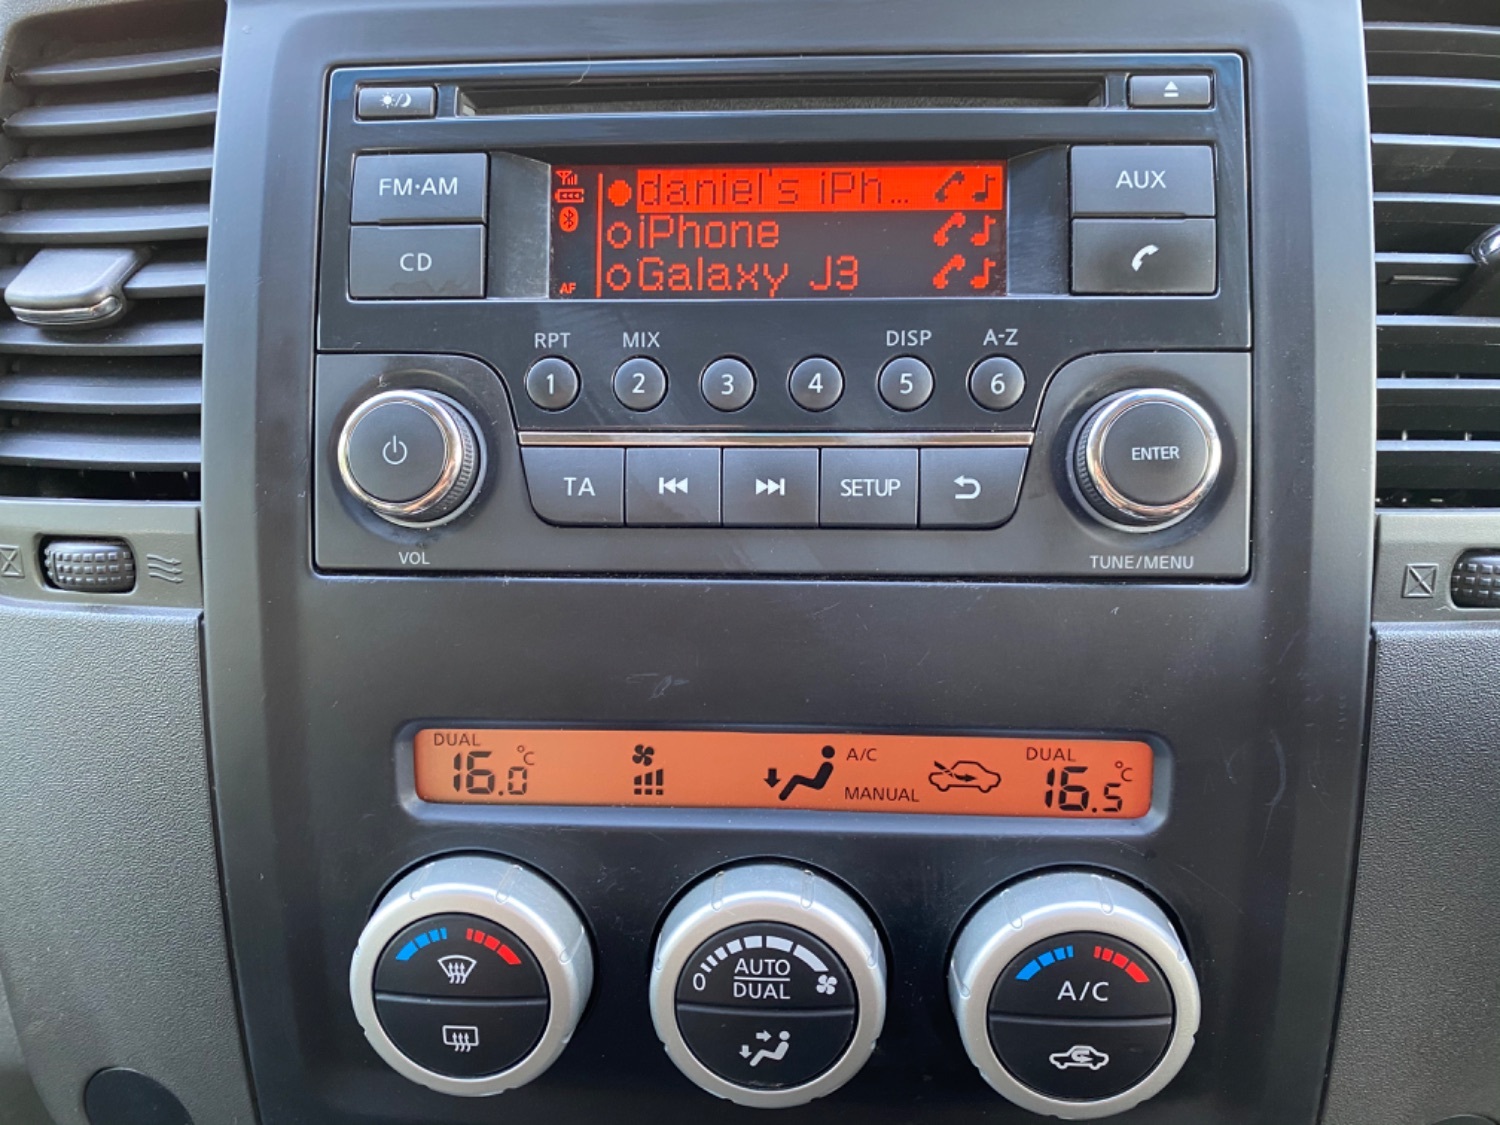 FM·AM
CD
daniel's iPh...
iPhone
Galaxy J3
AF
AUX
RPT
MIX
DISP
A-Z
1
2
3
4
5
6
TA
SETUP
ENTER
VOL
TUNE/MENU
DUAL
16.0 °C
A/C
MANUAL
DUAL
16.5 °C
0
AUTO
DUAL
A/C